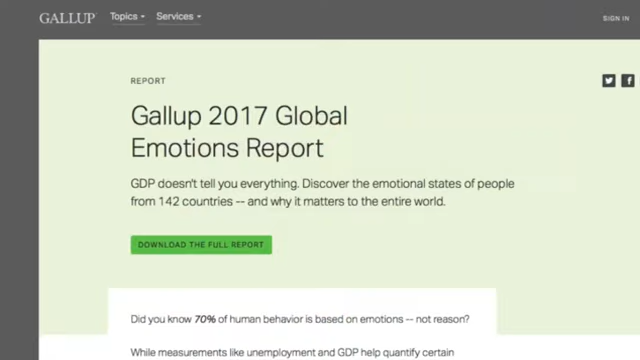 GALLUP Topics Services SIGN IN
REPORT
Gallup 2017 Global
Emotions Report
GDP doesn't tell you everything. Discover the emotional states of people
from 142 countries -- and why it matters to the entire world.
DOWNLOAD THE FULL REPORT
Did you know 70% of human behavior is based on emotions -- not reason?
While measurements like unemployment and GDP help quantify certain